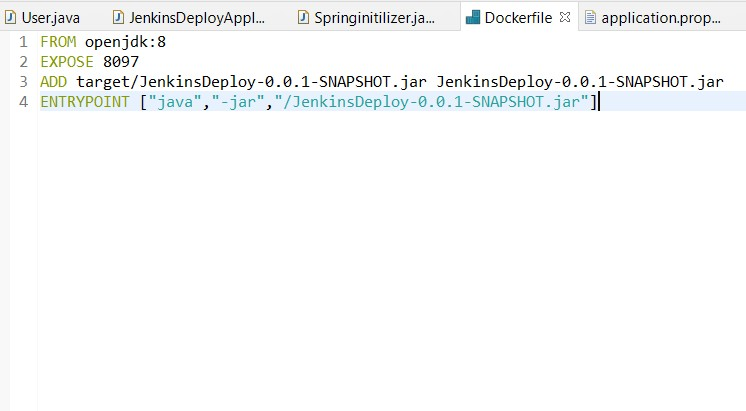 User.java JenkinsDeployAppl... Springinitilizer.ja... Dockerfile application.prop...
1 FROM openjdk:8
2 EXPOSE 8097
3 ADD target/JenkinsDeploy-0.0.1-SNAPSHOT.jar JenkinsDeploy-0.0.1-SNAPSHOT.jar
4 ENTRYPOINT ["java","-jar","/JenkinsDeploy-0.0.1-SNAPSHOT.jar"]